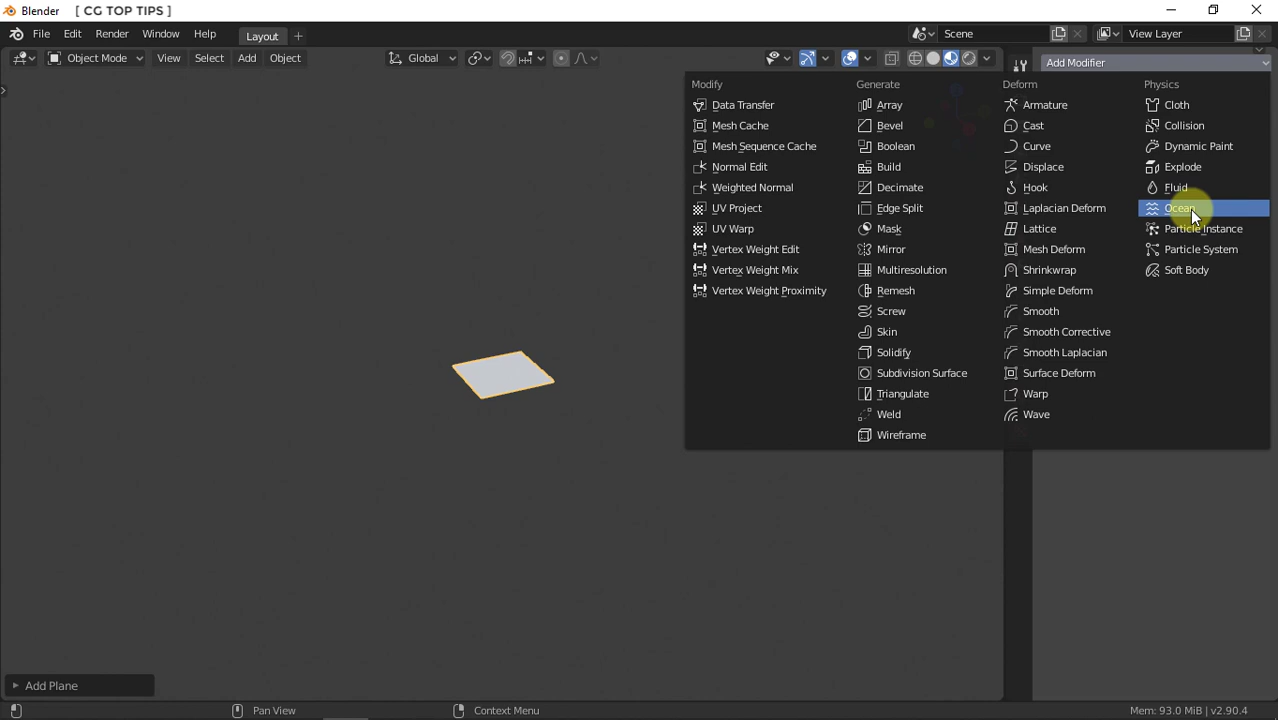 Blender [ CG TOP TIPS ]
File Edit Render Window Help Layout Scene View Layer
Object Mode View Select Add Object Global
Add Modifier
Modify
Data Transfer
Mesh Cache
Mesh Sequence Cache
Normal Edit
Weighted Normal
UV Project
UV Warp
Vertex Weight Edit
Vertex Weight Mix
Vertex Weight Proximity
Generate
Array
Bevel
Boolean
Build
Decimate
Edge Split
Mask
Mirror
Multiresolution
Remesh
Screw
Skin
Solidify
Subdivision Surface
Triangulate
Weld
Wireframe
Deform
Armature
Cast
Curve
Displace
Hook
Laplacian Deform
Lattice
Mesh Deform
Shrinkwrap
Simple Deform
Smooth
Smooth Corrective
Smooth Laplacian
Surface Deform
Warp
Wave
Physics
Cloth
Collision
Dynamic Paint
Explode
Fluid
Ocean
Particle Instance
Particle System
Soft Body
Add Plane
Pan View Context Menu Mem: 93.0 MiB | v2.90.4